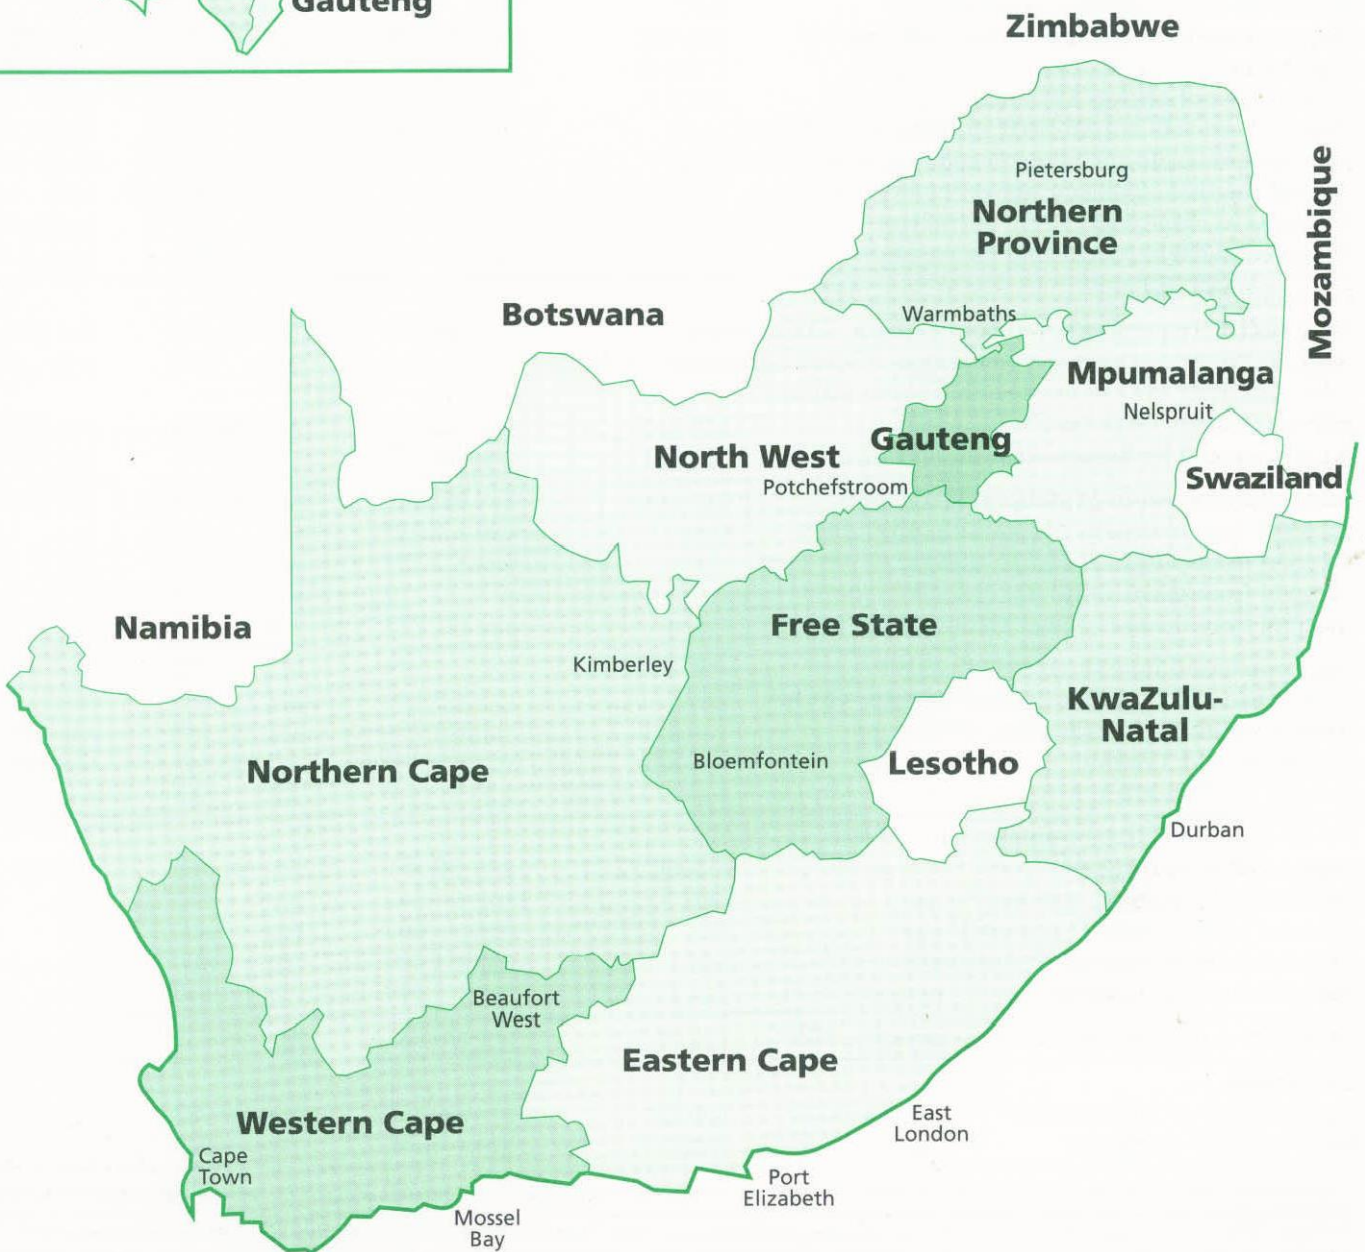 Gauteng
Zimbabwe
Pietersburg
Northern
Province
Mozambique
Botswana
Warmbaths
Mpumalanga
Nelspruit
Gauteng
North West
Potchefstroom
Swaziland
Namibia
Free State
Kimberley
KwaZulu-
Natal
Bloemfontein
Lesotho
Northern Cape
Durban
Beaufort
West
Eastern Cape
Western Cape
East
London
Cape
Town
Port
Elizabeth
Mossel
Bay